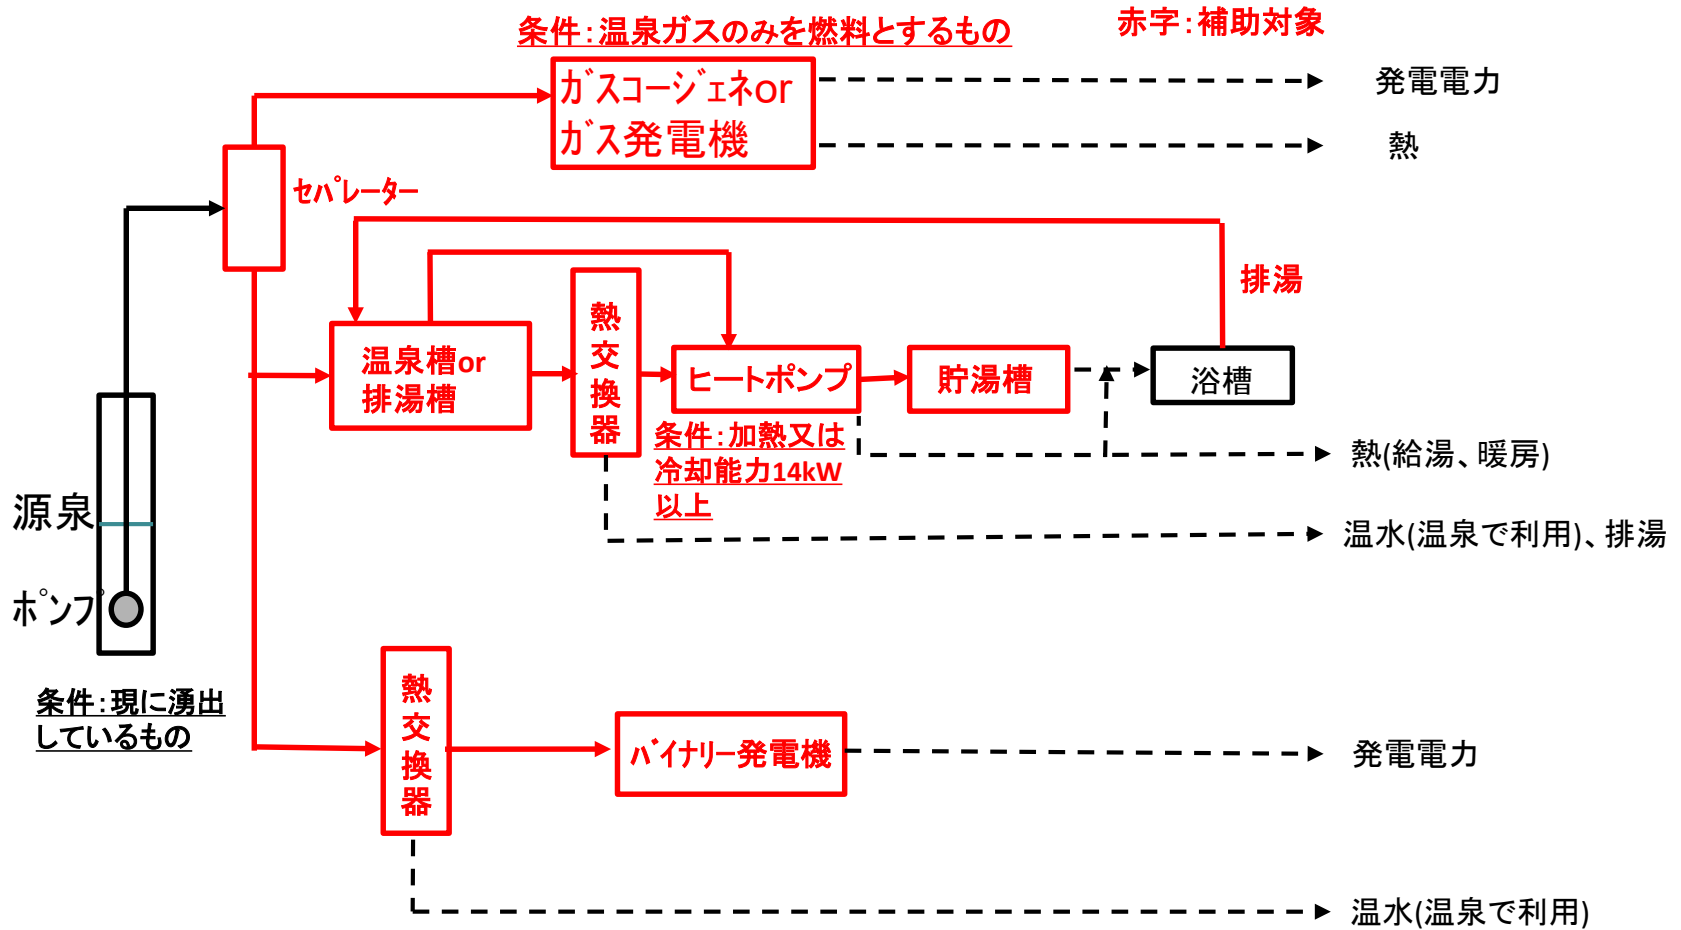 条件：温泉ガスのみを燃料とするもの
赤字：補助対象
ｶﾞｽｺｰｼﾞｪﾈor
ｶﾞｽ発電機
発電電力
熱
ｾﾊﾟﾚｰﾀｰ
排湯
温泉槽or
排湯槽
熱
交
換
器
ヒートポンプ
貯湯槽
浴槽
条件：加熱又は
冷却能力14kW
以上
熱(給湯、暖房)
温水(温泉で利用)、排湯
源泉
ﾎﾟﾝﾌﾟ
条件：現に湧出
しているもの
熱
交
換
器
ﾊﾞｲﾅﾘｰ発電機
発電電力
温水(温泉で利用)